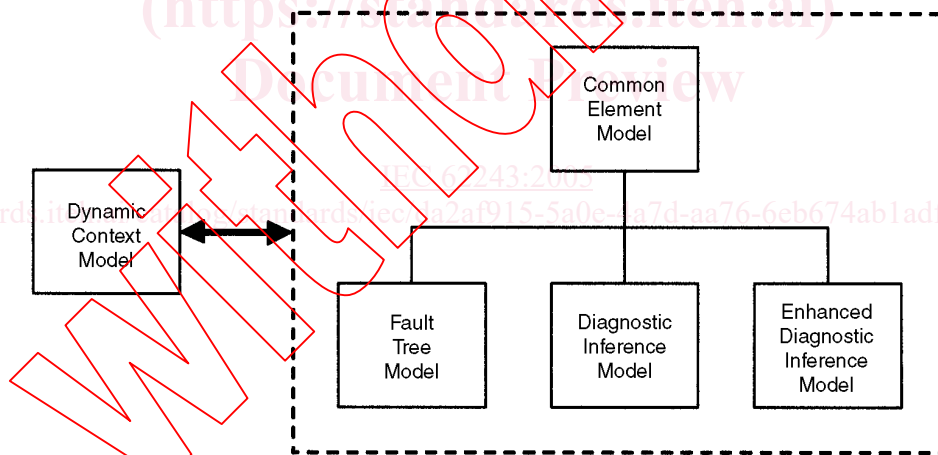 (https://standards.iteh.ai)
Document Preview
Common
Element
Model
IEC 62243:2005
Dynamic
Context
Model
Fault
Tree
Model
Diagnostic
Inference
Model
Enhanced
Diagnostic
Inference
Model